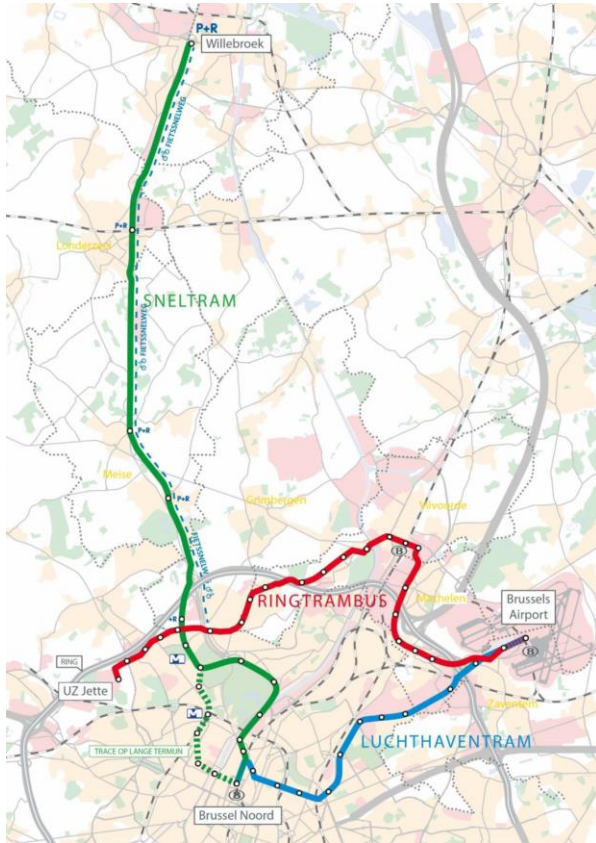 P+R
Willebroek
FIETSSNELWEG
P+R
Londerzeel
SNELTRAM
FIETSSNELWEG
P+R
Meise
P+R
Grimbergen
Vilvoorde
B
FIETSSNELW
RINGTRAMBUS
Machelen
Brussels
Airport
+R
B
RING
M
UZ Jette
Zaventem
M
LUCHTHAVENTRAM
TRACE OP LANGE TERMIJN
B
Brussel Noord